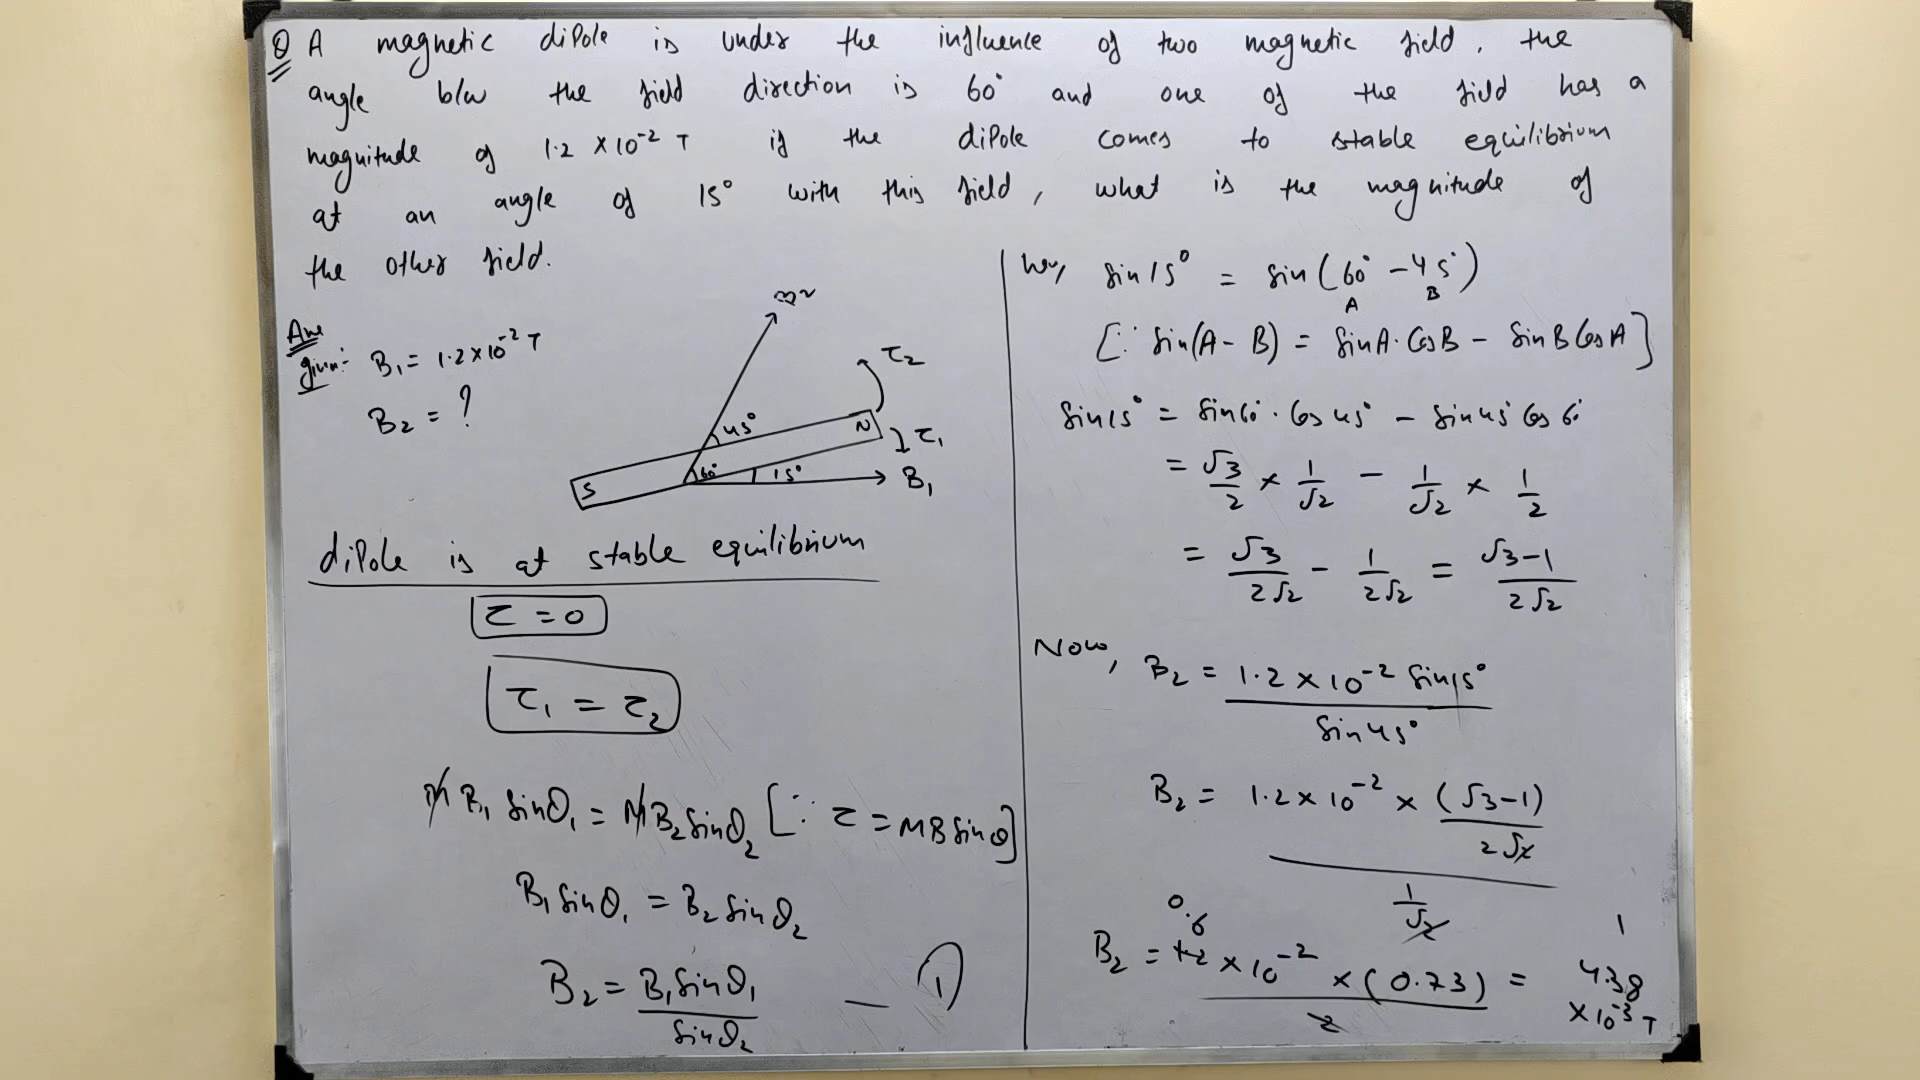 Q A magnetic dipole is under the influence of two magnetic field. the
angle b/w the field direction is 60° and one of the field has a
magnitude of 1.2 × 10⁻² T if the dipole comes to stable equilibrium
at an angle of 15° with this field, what is the magnitude of
the other field.
Ans
given:- B₁ = 1.2 × 10⁻² T
B₂ = ?
B₂
τ₂
45°
N
τ₁
60°
15°
B₁
S
dipole is at stable equilibrium
τ = 0
τ₁ = τ₂
M B₁ sinθ₁ = M B₂ sinθ₂ [∵ τ = MB sinθ]
B₁ sinθ₁ = B₂ sinθ₂
B₂ = B₁ sinθ₁ / sinθ₂ — ①
sin 15° = sin (60° − 45°)
A B
[∵ sin(A − B) = sinA · cosB − sinB cosA]
sin15° = sin60° · cos 45° − sin45° cos 60°
= √3/2 × 1/√2 − 1/√2 × 1/2
= √3/2√2 − 1/2√2 = √3−1/2√2
Now, B₂ = 1.2 × 10⁻² sin15° / sin45°
B₂ = 1.2 × 10⁻² × (√3−1)/2√2
1/√2
0.6
B₂ = 1.2 × 10⁻² × (0.73) / 2 = 4.38
× 10⁻³ T